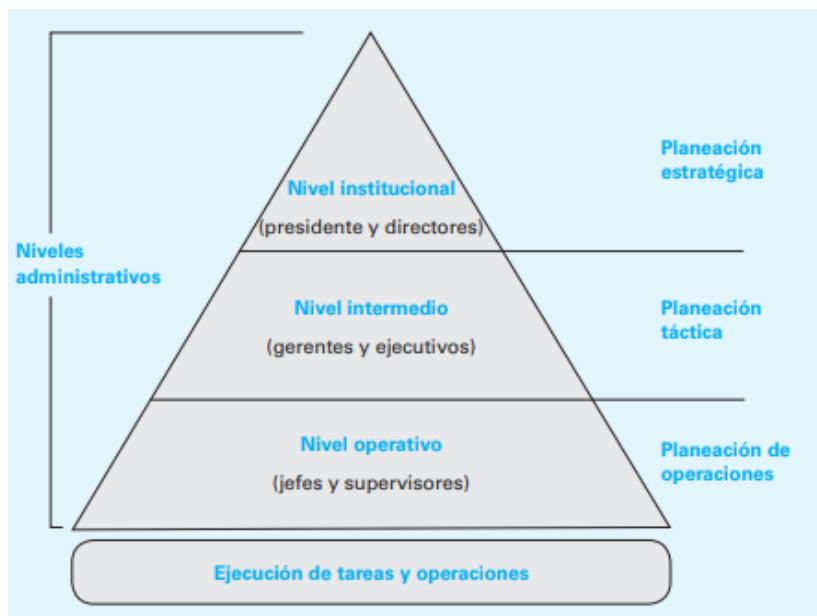 Planeación
estratégica
Nivel institucional
(presidente y directores)
Niveles
administrativos
Nivel intermedio
(gerentes y ejecutivos)
Planeación
táctica
Nivel operativo
(jefes y supervisores)
Planeación de
operaciones
Ejecución de tareas y operaciones